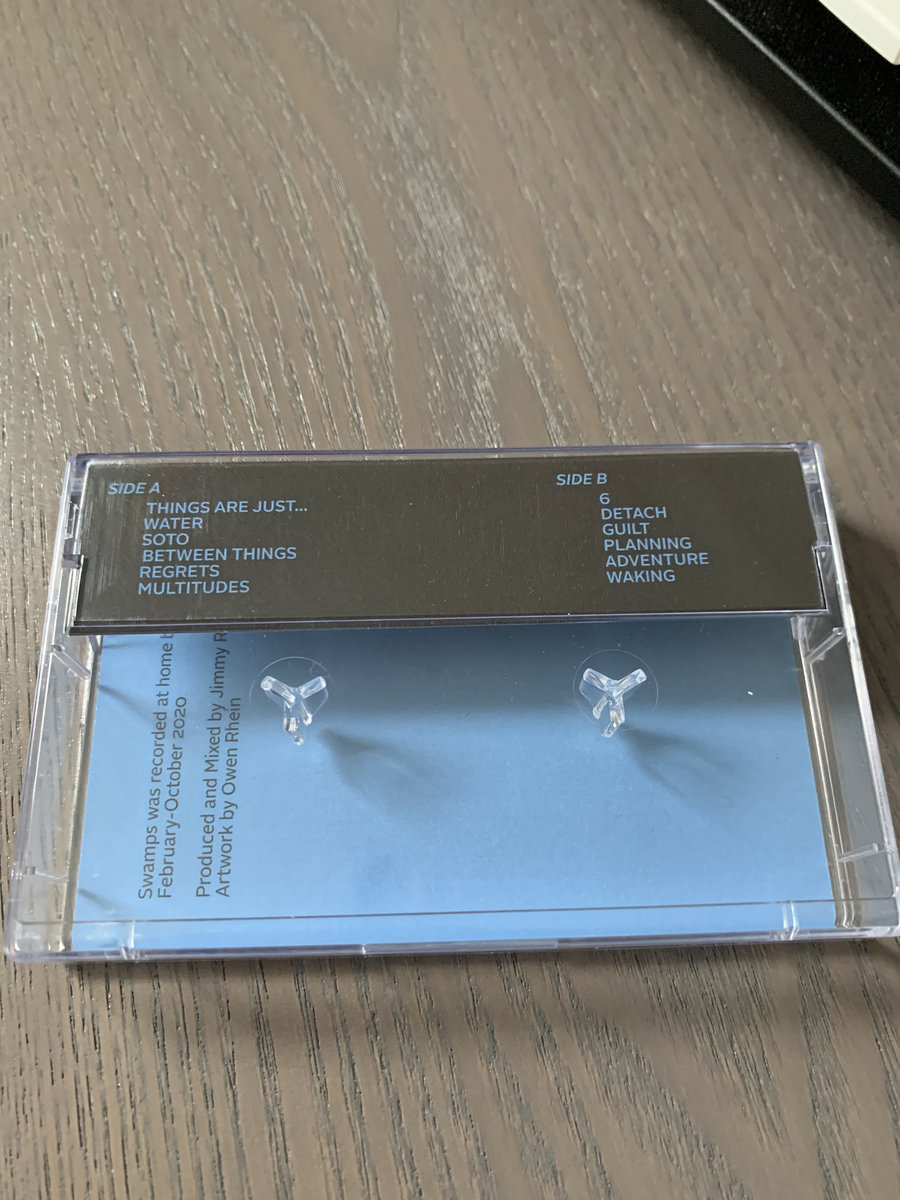 SIDE A
THINGS ARE JUST...
WATER
SOTO
BETWEEN THINGS
REGRETS
MULTITUDES
SIDE B
6
DETACH
GUILT
PLANNING
ADVENTURE
WAKING
Swamps was recorded at home
February-October 2020
Produced and Mixed by Jimmy
Artwork by Owen Rhein